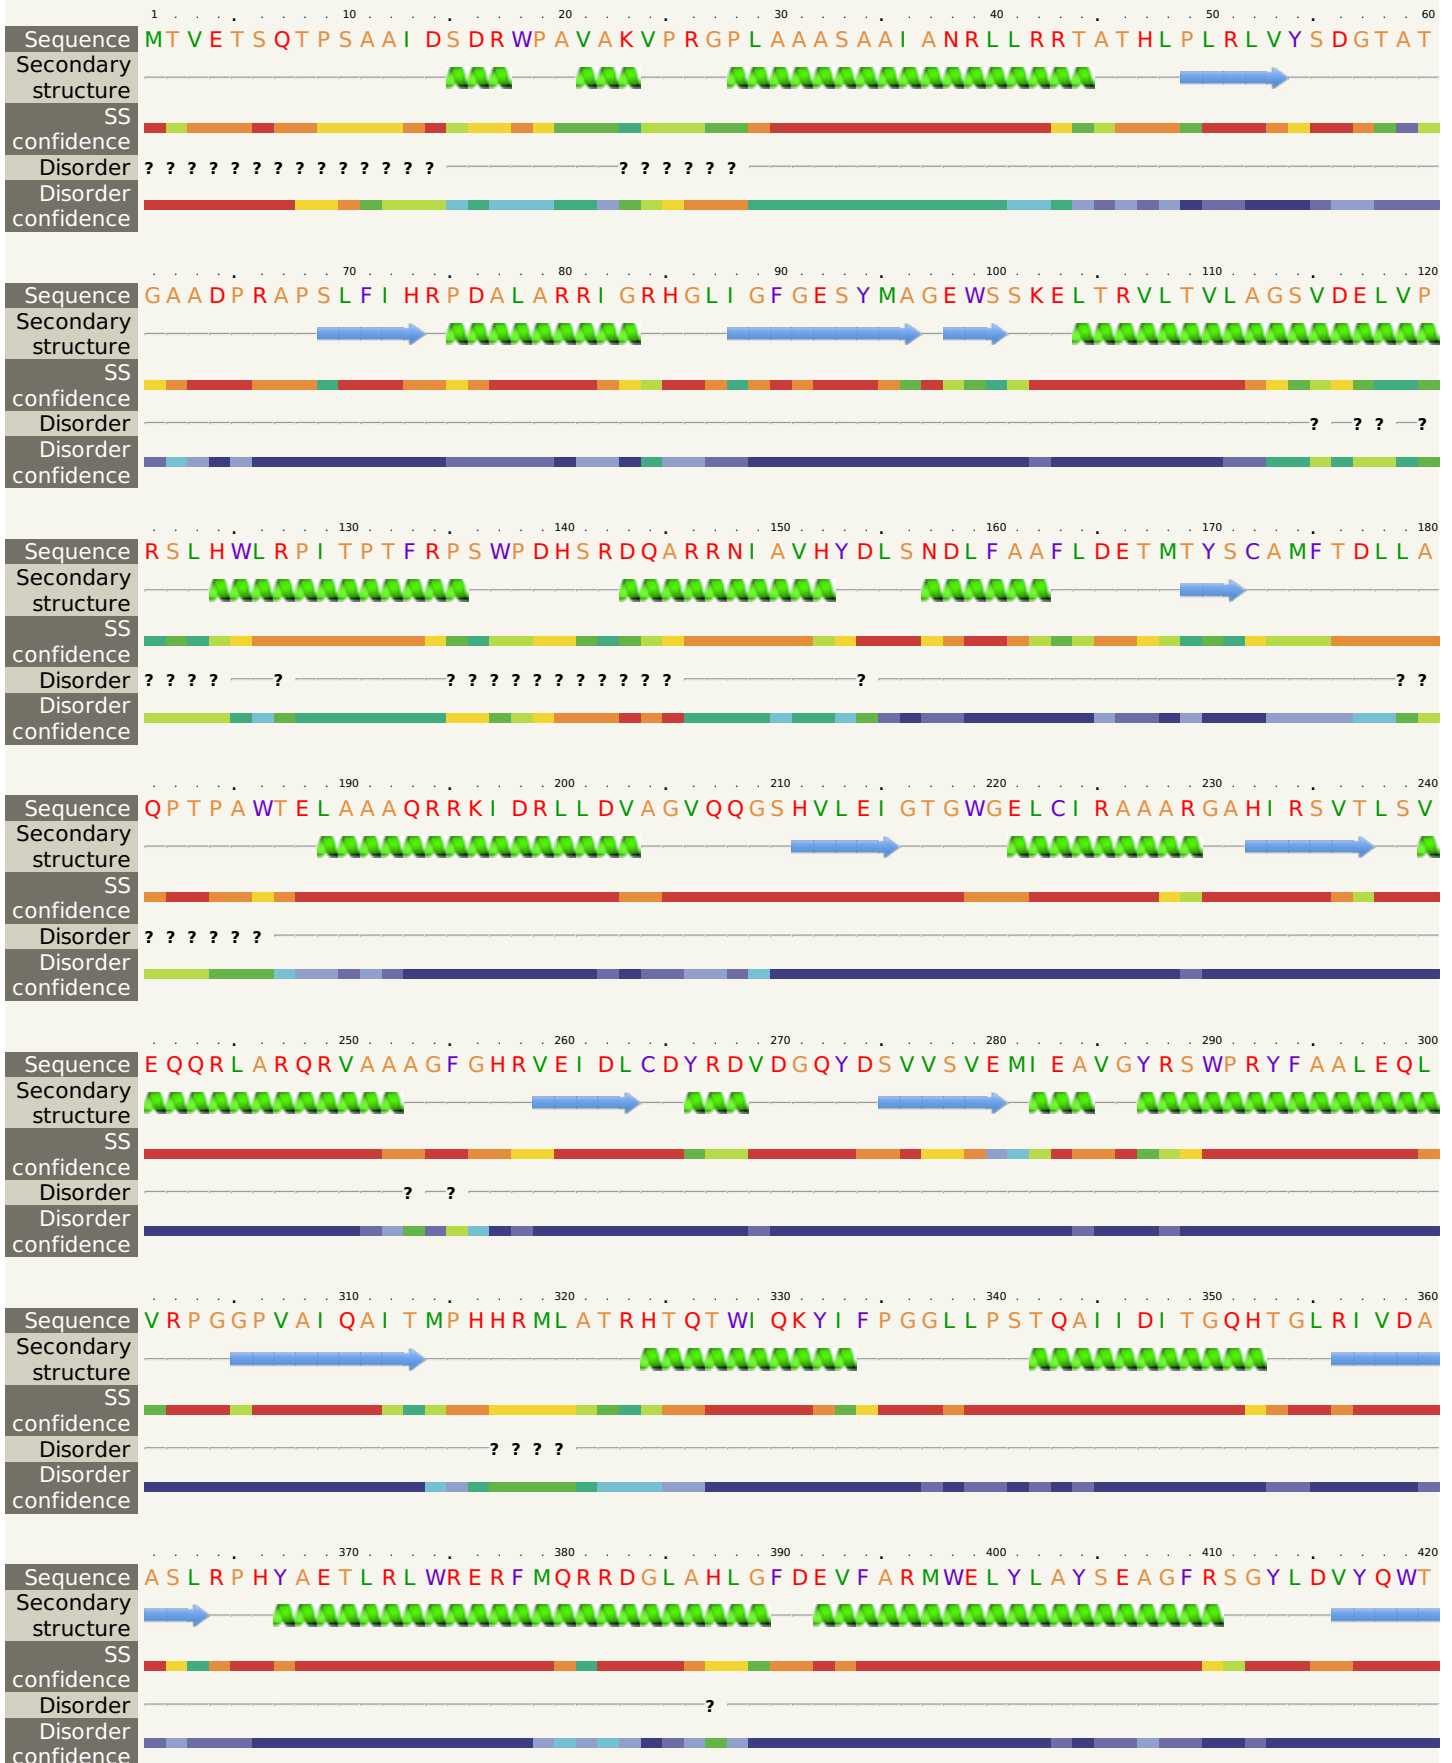 1 10 20 30 40 50 60
Sequence MTVETSQTPSAAIDSDRWPAVAKVPRGPLAAASAAIANRLLRRTATHLPLRLVYSDGTAT
Secondary
structure
SS
confidence
Disorder ? ? ? ? ? ? ? ? ? ? ? ? ? ? ? ? ? ? ? ?
Disorder
confidence
70 80 90 100 110 120
Sequence GAADPRAPSLFIHRPDALARRIGRHGLIGFGESYMAGEWSSKELTRVLTVLAGSVDELVP
Secondary
structure
SS
confidence
Disorder ? ? ? ?
Disorder
confidence
130 140 150 160 170 180
Sequence RSLHWLRPITPTFRPSWPDHSRDQARRNIAVHYDLSNDLFAAFLDETMTYSCAMFTDLLA
Secondary
structure
SS
confidence
Disorder ? ? ? ? ? ? ? ? ? ? ? ? ? ? ? ? ? ? ?
Disorder
confidence
190 200 210 220 230 240
Sequence QPTPAWTELAAAQRRKIDRLLDVAGVQQGSHVLEIGTGWGELCIRAAARGAHIRSVTLSV
Secondary
structure
SS
confidence
Disorder ? ? ? ? ? ?
Disorder
confidence
250 260 270 280 290 300
Sequence EQQRLARQRVAAAGFGHRVEIDLCDYRDVDGQYDSVVSVEMIEAVGYRSWPRYFAALEQL
Secondary
structure
SS
confidence
Disorder ? ?
Disorder
confidence
310 320 330 340 350 360
Sequence VRPGGPVAIQAITMPHHRMLATRHTQTWIQKYIFPGGLLPSTQAIIDITGQHTGLRIVDA
Secondary
structure
SS
confidence
Disorder ? ? ? ?
Disorder
confidence
370 380 390 400 410 420
Sequence ASLRPHYAETLRLWRERFMQRRDGLAHLGFDEVFARMWELYLAYSEAGFRSGYLDVYQWT
Secondary
structure
SS
confidence
Disorder ?
Disorder
confidence